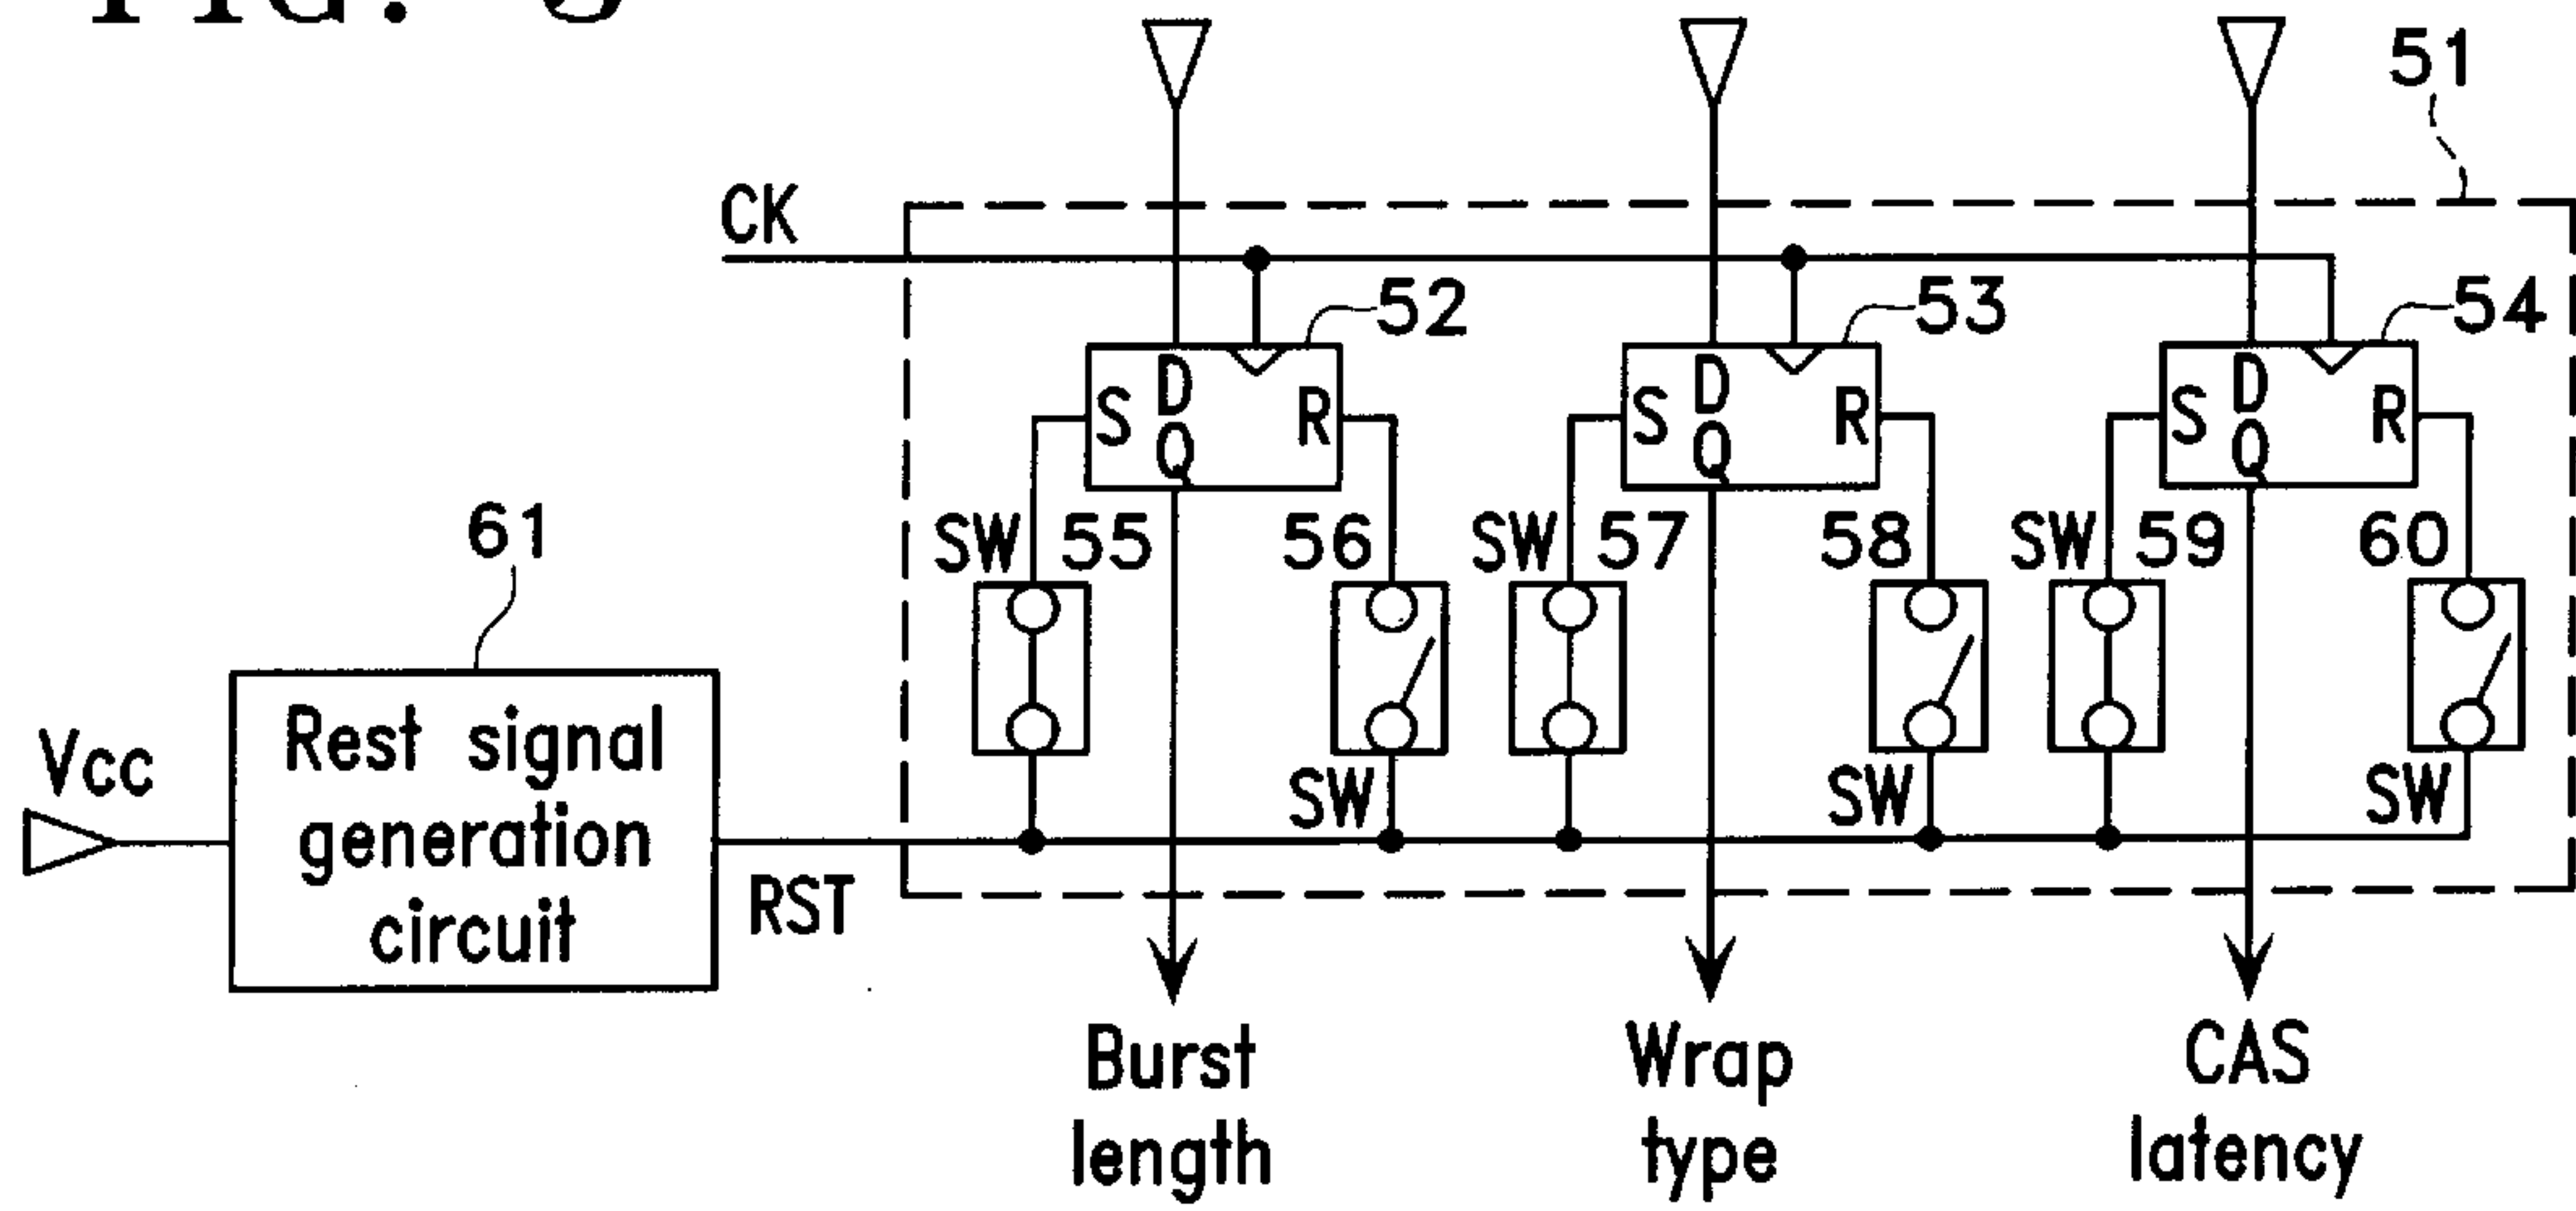 51
CK
52
53
54
S D Q R
S D Q R
S D Q R
61
SW 55
56
SW 57
58
SW 59
60
SW
SW
SW
Vcc
Rest signal
generation
circuit
RST
Burst
length
Wrap
type
CAS
latency